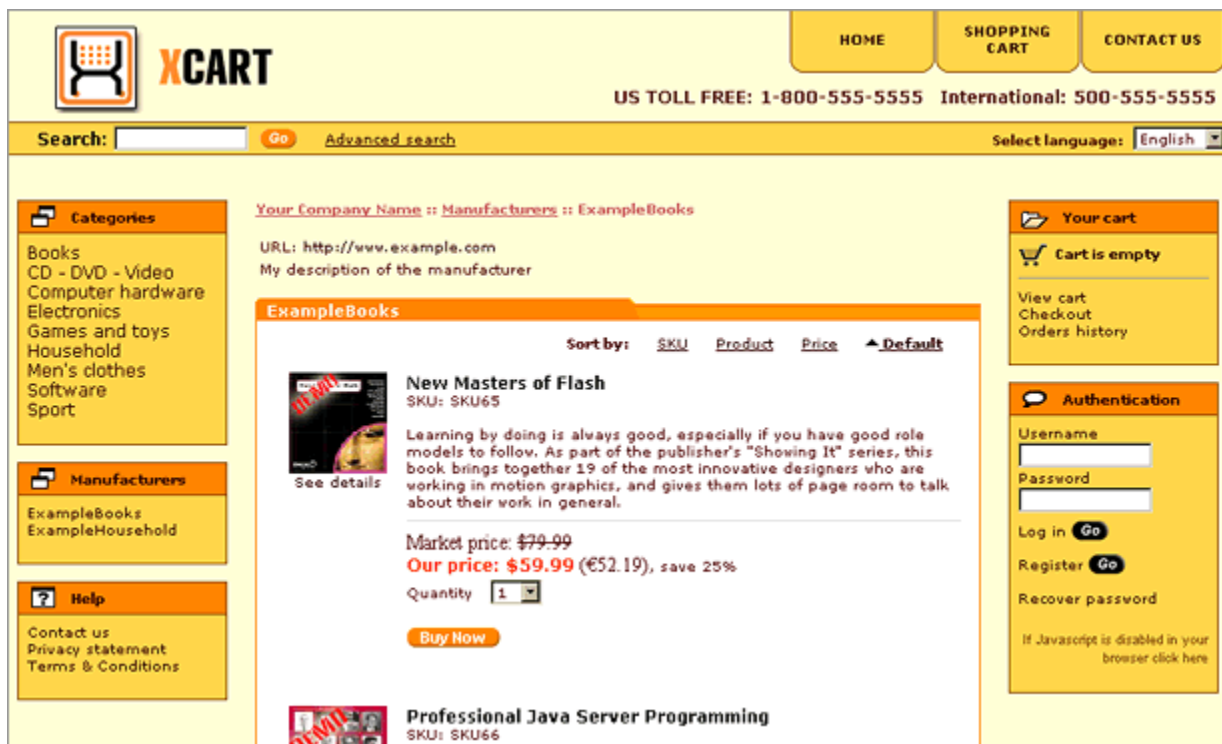 XCART
HOME
SHOPPING
CART
CONTACT US
US TOLL FREE: 1-800-555-5555 International: 500-555-5555
Search:
Go
Advanced search
Select language:
English
Categories
Books
CD - DVD - Video
Computer hardware
Electronics
Games and toys
Household
Men's clothes
Software
Sport
Manufacturers
ExampleBooks
ExampleHousehold
Help
Contact us
Privacy statement
Terms & Conditions
Your Company Name :: Manufacturers :: ExampleBooks
URL: http://www.example.com
My description of the manufacturer
ExampleBooks
Sort by: SKU Product Price Default
DEMO
See details
New Masters of Flash
SKU: SKU65
Learning by doing is always good, especially if you have good role
models to follow. As part of the publisher's "Showing It" series, this
book brings together 19 of the most innovative designers who are
working in motion graphics, and gives them lots of page room to talk
about their work in general.
Market price: $79.99
Our price: $59.99 (€52.19), save 25%
Quantity 1
Buy Now
DEMO
Professional Java Server Programming
SKU: SKU66
Your cart
Cart is empty
View cart
Checkout
Orders history
Authentication
Username
Password
Log in Go
Register Go
Recover password
If Javascript is disabled in your
browser click here